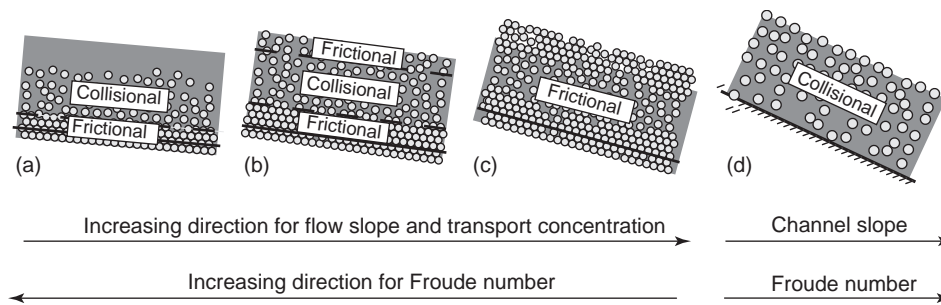 Collisional
Frictional
(a)
Frictional
Collisional
Frictional
(b)
Frictional
(c)
Collisional
(d)
Increasing direction for flow slope and transport concentration
Channel slope
Increasing direction for Froude number
Froude number